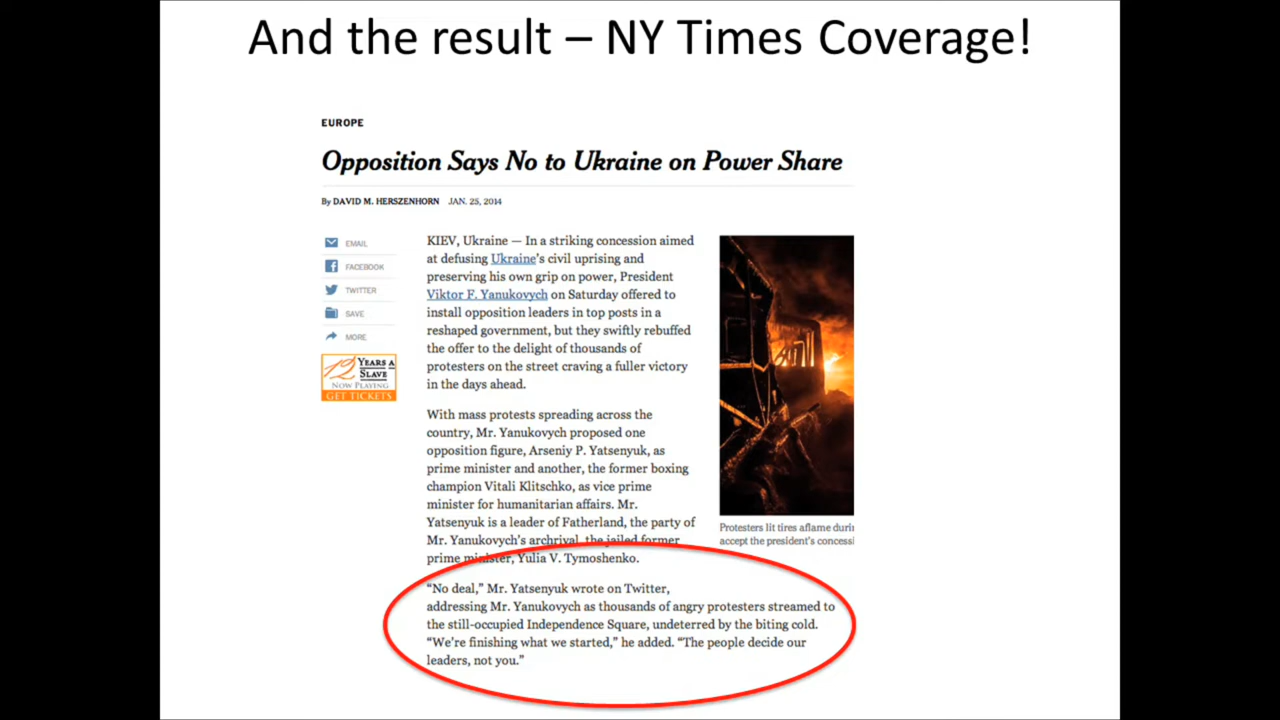 And the result – NY Times Coverage!
EUROPE
Opposition Says No to Ukraine on Power Share
By DAVID M. HERSZENHORN JAN. 25, 2014
EMAIL
FACEBOOK
TWITTER
SAVE
MORE
12 YEARS A
SLAVE
NOW PLAYING
GET TICKETS
KIEV, Ukraine — In a striking concession aimed
at defusing Ukraine's civil uprising and
preserving his own grip on power, President
Viktor F. Yanukovych on Saturday offered to
install opposition leaders in top posts in a
reshaped government, but they swiftly rebuffed
the offer to the delight of thousands of
protesters on the street craving a fuller victory
in the days ahead.
With mass protests spreading across the
country, Mr. Yanukovych proposed one
opposition figure, Arseniy P. Yatsenyuk, as
prime minister and another, the former boxing
champion Vitali Klitschko, as vice prime
minister for humanitarian affairs. Mr.
Yatsenyuk is a leader of Fatherland, the party of
Mr. Yanukovych's archrival, the jailed former
prime minister, Yulia V. Tymoshenko.
“No deal,” Mr. Yatsenyuk wrote on Twitter,
addressing Mr. Yanukovych as thousands of angry protesters streamed to
the still-occupied Independence Square, undeterred by the biting cold.
“We're finishing what we started,” he added. “The people decide our
leaders, not you.”
Protesters lit tires aflame duri
accept the president's concessi